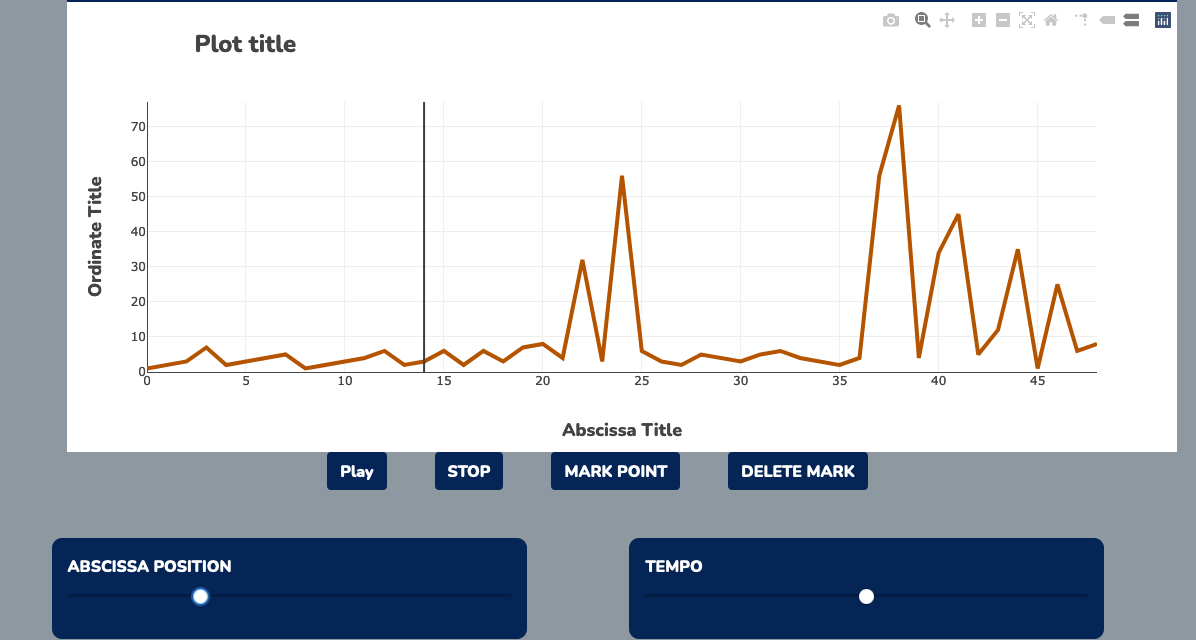 Plot title
70
60
50
40
30
20
10
0
0 5 10 15 20 25 30 35 40 45
Ordinate Title
Abscissa Title
Play STOP MARK POINT DELETE MARK
ABSCISSA POSITION TEMPO